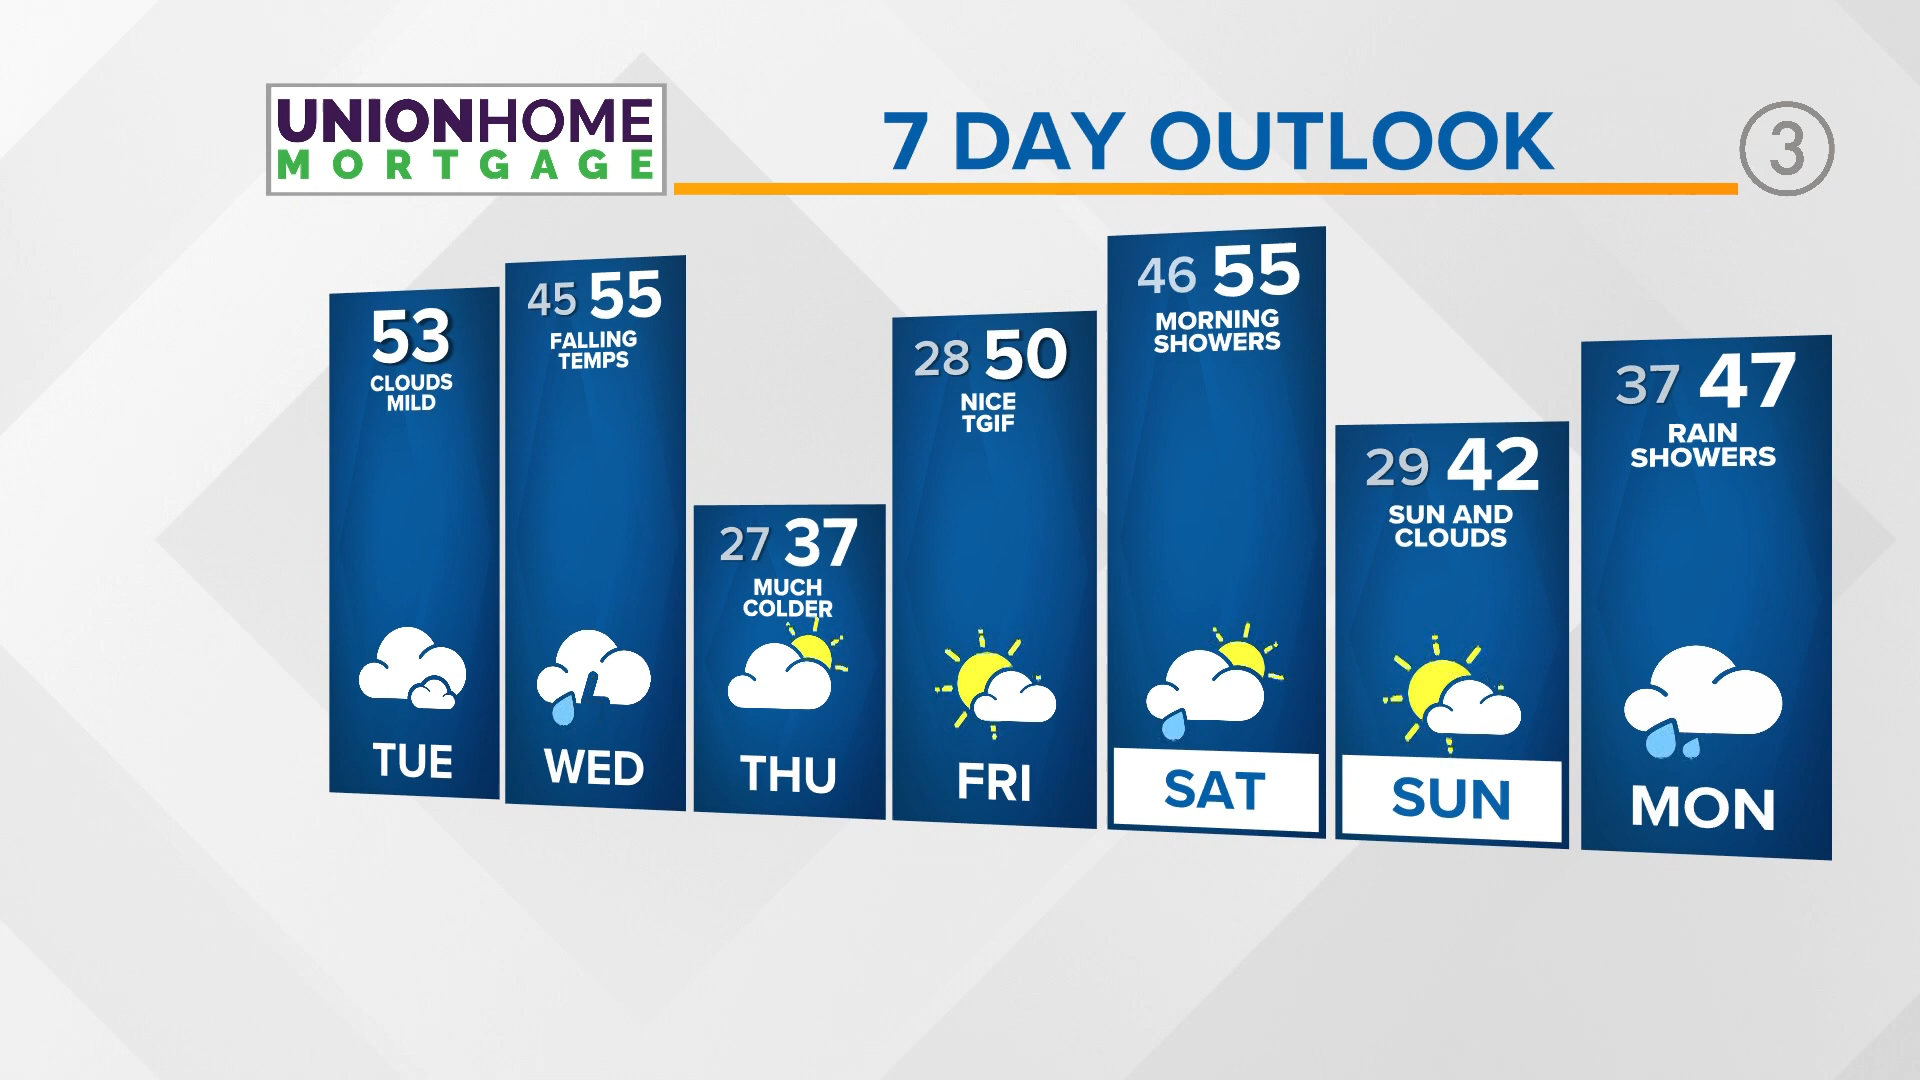 UNIONHOME
MORTGAGE
7 DAY OUTLOOK
3
53
CLOUDS
MILD
TUE
45 55
FALLING
TEMPS
WED
27 37
MUCH
COLDER
THU
28 50
NICE
TGIF
FRI
46 55
MORNING
SHOWERS
SAT
29 42
SUN AND
CLOUDS
SUN
37 47
RAIN
SHOWERS
MON